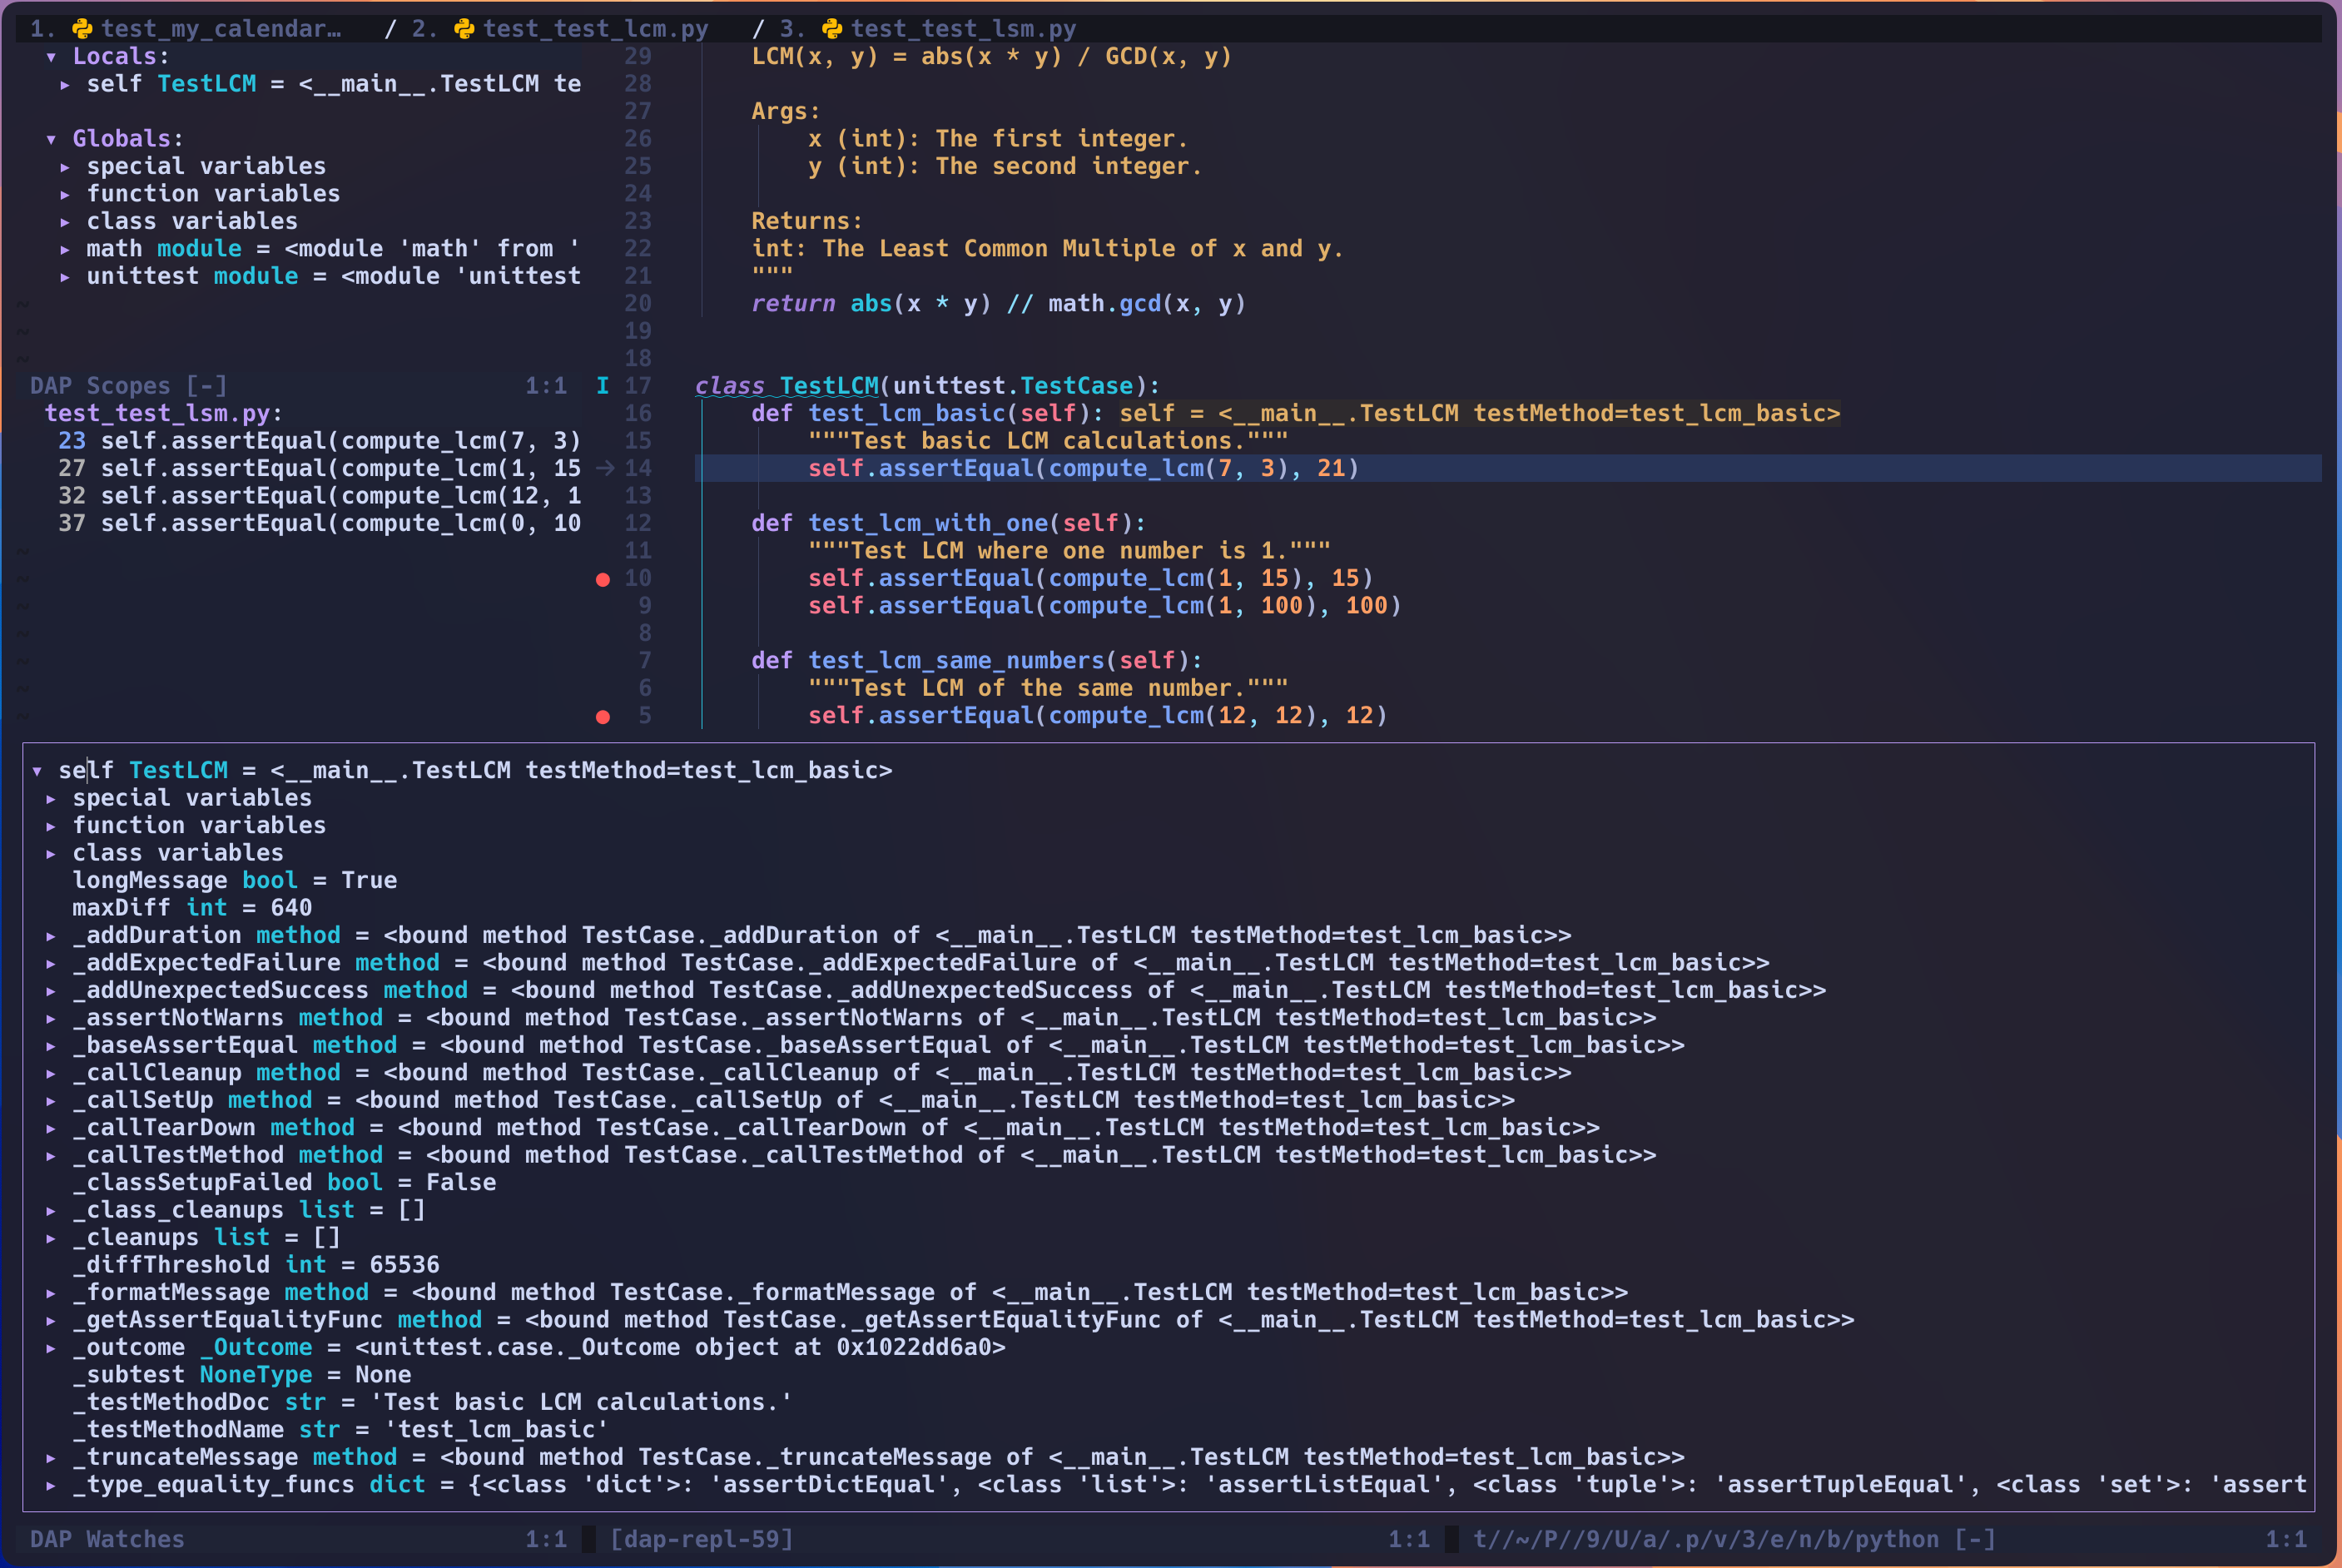 1. test_my_calendar… / 2. test_test_lcm.py / 3. test_test_lsm.py
▾ Locals:
▸ self TestLCM = <__main__.TestLCM te
▾ Globals:
▸ special variables
▸ function variables
▸ class variables
▸ math module = <module 'math' from '
▸ unittest module = <module 'unittest
~
~
~
DAP Scopes [-] 1:1
test_test_lsm.py:
23 self.assertEqual(compute_lcm(7, 3)
27 self.assertEqual(compute_lcm(1, 15
32 self.assertEqual(compute_lcm(12, 1
37 self.assertEqual(compute_lcm(0, 10
~
~
~
~
~
~
~
29 LCM(x, y) = abs(x * y) / GCD(x, y)
28
27 Args:
26 x (int): The first integer.
25 y (int): The second integer.
24
23 Returns:
22 int: The Least Common Multiple of x and y.
21 """
20 return abs(x * y) // math.gcd(x, y)
19
18
I 17 class TestLCM(unittest.TestCase):
16 def test_lcm_basic(self): self = <__main__.TestLCM testMethod=test_lcm_basic>
15 """Test basic LCM calculations."""
→ 14 self.assertEqual(compute_lcm(7, 3), 21)
13
12 def test_lcm_with_one(self):
11 """Test LCM where one number is 1."""
● 10 self.assertEqual(compute_lcm(1, 15), 15)
9 self.assertEqual(compute_lcm(1, 100), 100)
8
7 def test_lcm_same_numbers(self):
6 """Test LCM of the same number."""
● 5 self.assertEqual(compute_lcm(12, 12), 12)
▾ self TestLCM = <__main__.TestLCM testMethod=test_lcm_basic>
▸ special variables
▸ function variables
▸ class variables
longMessage bool = True
maxDiff int = 640
▸ _addDuration method = <bound method TestCase._addDuration of <__main__.TestLCM testMethod=test_lcm_basic>>
▸ _addExpectedFailure method = <bound method TestCase._addExpectedFailure of <__main__.TestLCM testMethod=test_lcm_basic>>
▸ _addUnexpectedSuccess method = <bound method TestCase._addUnexpectedSuccess of <__main__.TestLCM testMethod=test_lcm_basic>>
▸ _assertNotWarns method = <bound method TestCase._assertNotWarns of <__main__.TestLCM testMethod=test_lcm_basic>>
▸ _baseAssertEqual method = <bound method TestCase._baseAssertEqual of <__main__.TestLCM testMethod=test_lcm_basic>>
▸ _callCleanup method = <bound method TestCase._callCleanup of <__main__.TestLCM testMethod=test_lcm_basic>>
▸ _callSetUp method = <bound method TestCase._callSetUp of <__main__.TestLCM testMethod=test_lcm_basic>>
▸ _callTearDown method = <bound method TestCase._callTearDown of <__main__.TestLCM testMethod=test_lcm_basic>>
▸ _callTestMethod method = <bound method TestCase._callTestMethod of <__main__.TestLCM testMethod=test_lcm_basic>>
_classSetupFailed bool = False
▸ _class_cleanups list = []
▸ _cleanups list = []
_diffThreshold int = 65536
▸ _formatMessage method = <bound method TestCase._formatMessage of <__main__.TestLCM testMethod=test_lcm_basic>>
▸ _getAssertEqualityFunc method = <bound method TestCase._getAssertEqualityFunc of <__main__.TestLCM testMethod=test_lcm_basic>>
▸ _outcome _Outcome = <unittest.case._Outcome object at 0x1022dd6a0>
_subtest NoneType = None
_testMethodDoc str = 'Test basic LCM calculations.'
_testMethodName str = 'test_lcm_basic'
▸ _truncateMessage method = <bound method TestCase._truncateMessage of <__main__.TestLCM testMethod=test_lcm_basic>>
▸ _type_equality_funcs dict = {<class 'dict'>: 'assertDictEqual', <class 'list'>: 'assertListEqual', <class 'tuple'>: 'assertTupleEqual', <class 'set'>: 'assert
DAP Watches 1:1 [dap-repl-59] 1:1 t//~/P//9/U/a/.p/v/3/e/n/b/python [-] 1:1